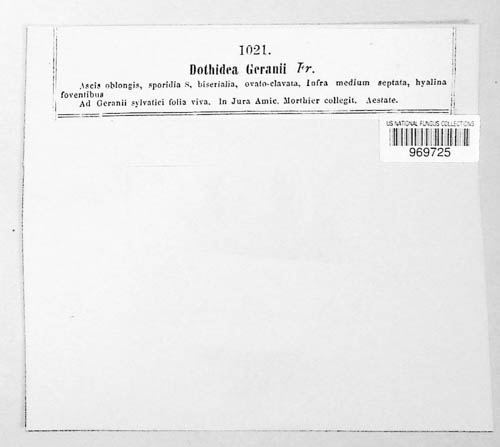 1021.
Dothidea Geranii Fr.
Ascis oblongis, sporidia 8, biserialia, ovato-clavata, infra medium septata, hyalina
foventibus
Ad Geranii sylvatici folia viva. In Jura Amic. Morthier collegit. Aestate.
US NATIONAL FUNGUS COLLECTIONS
969725